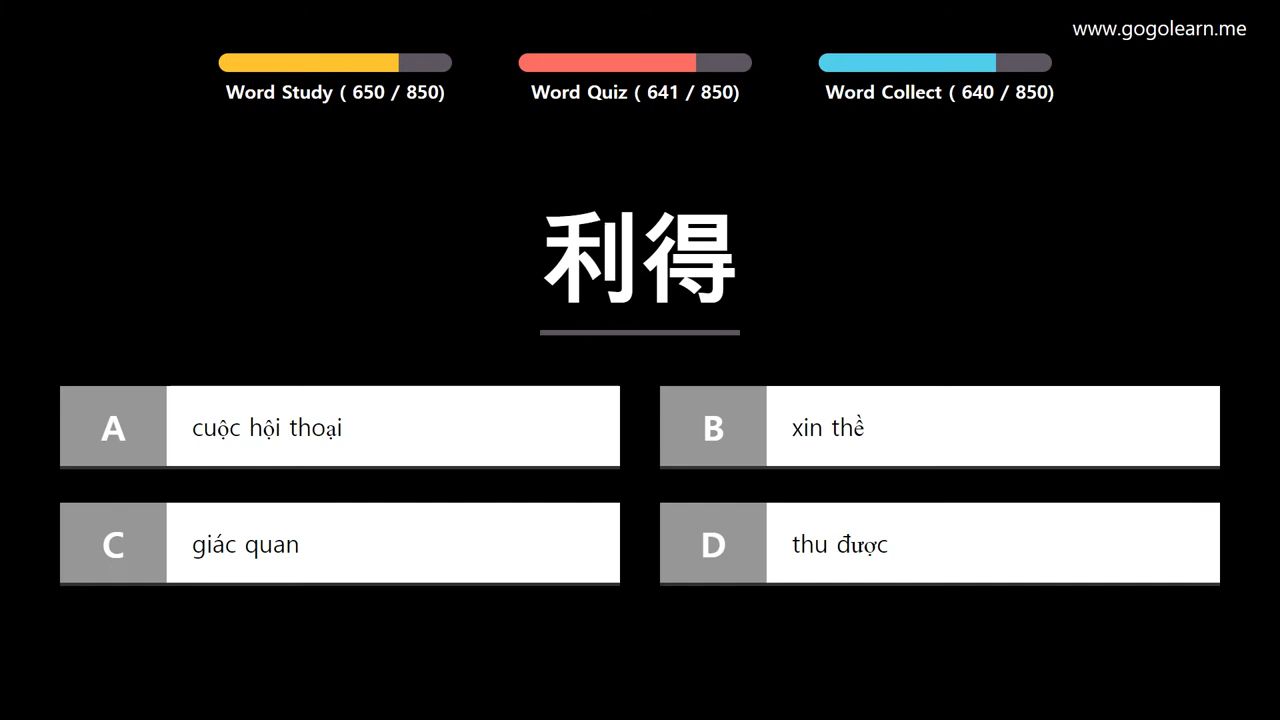 www.gogolearn.me
Word Study ( 650 / 850)
Word Quiz ( 641 / 850)
Word Collect ( 640 / 850)
利得
A cuộc hội thoại
B xin thề
C giác quan
D thu được